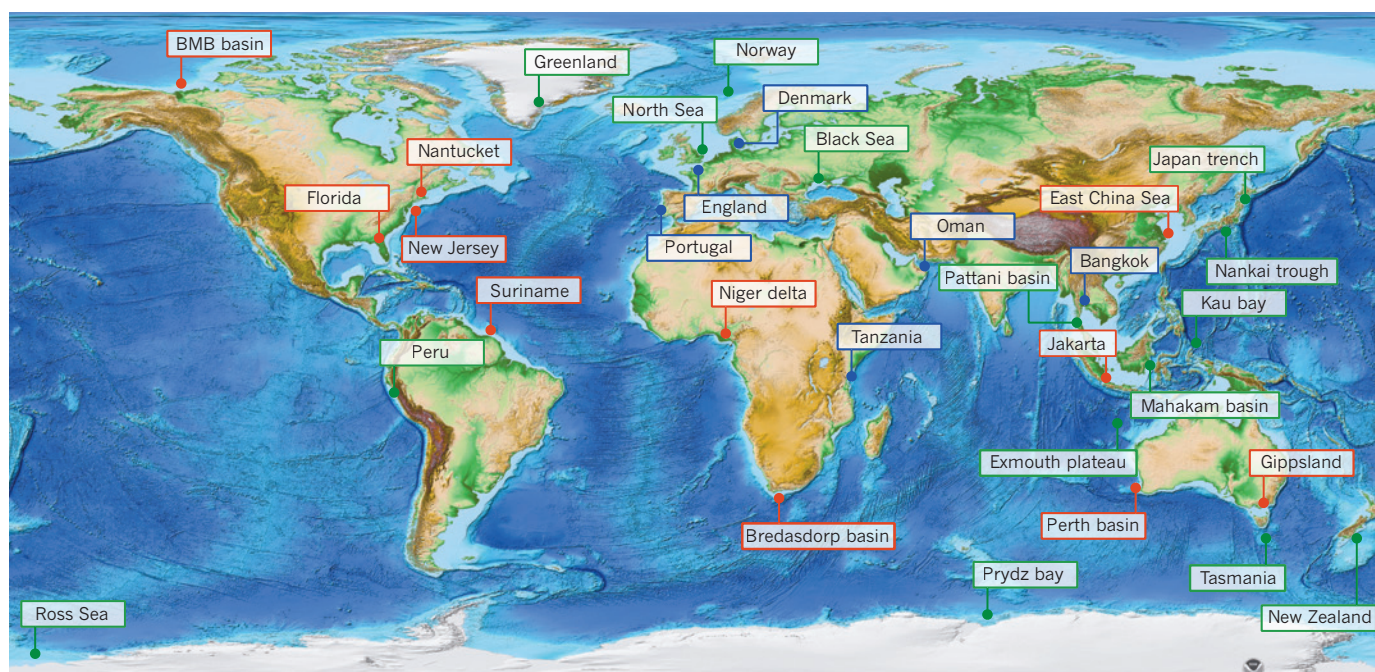 BMB basin
Norway
Greenland
Denmark
North Sea
Black Sea
Nantucket
Japan trench
Florida
East China Sea
England
Oman
New Jersey
Portugal
Bangkok
Pattani basin
Nankai trough
Suriname
Niger delta
Kau bay
Tanzania
Jakarta
Peru
Mahakam basin
Exmouth plateau
Gippsland
Perth basin
Bredasdorp basin
Prydz bay
Tasmania
Ross Sea
New Zealand